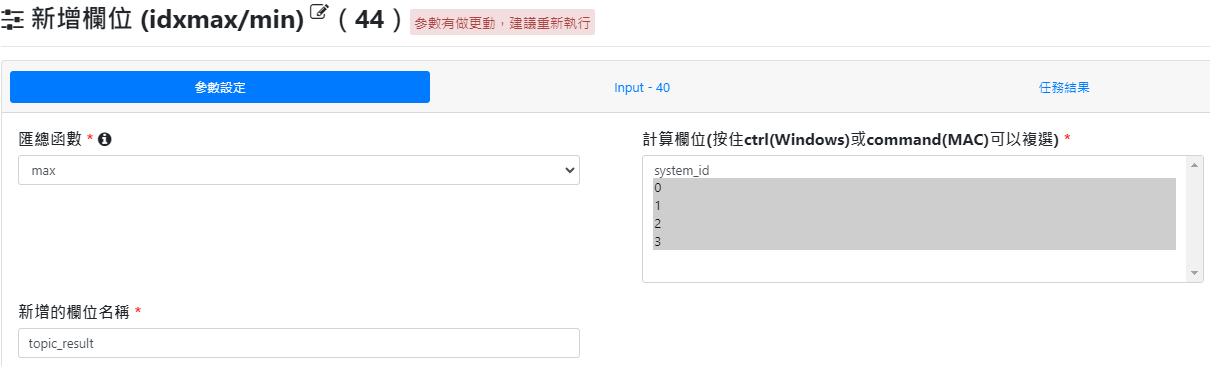 新增欄位 (idxmax/min) ( 44 ) 參數有做更動，建議重新執行
參數設定
Input - 40
任務結果
匯總函數 *
max
計算欄位(按住ctrl(Windows)或command(MAC)可以複選) *
system_id
0
1
2
3
新增的欄位名稱 *
topic_result